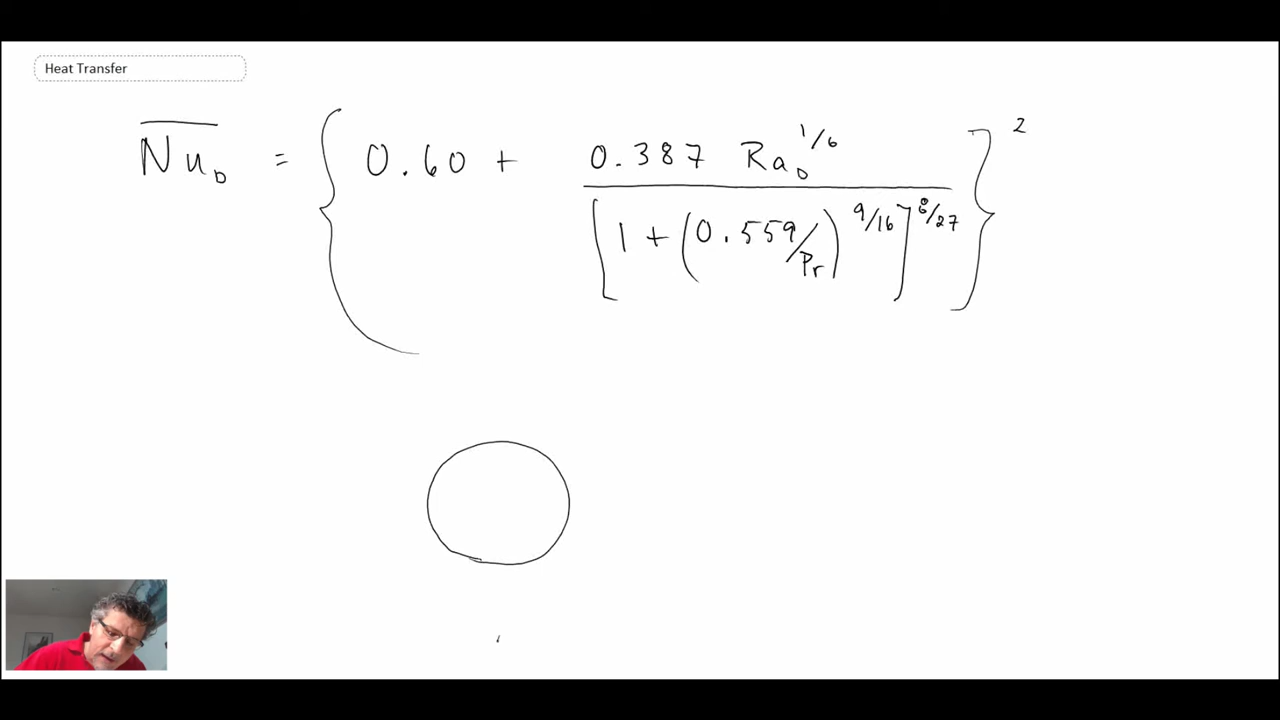 Heat Transfer
Nu_D = { 0.60 + 0.387 Ra_D^1/6 / [1 + (0.559/Pr)^9/16]^8/27 }^2